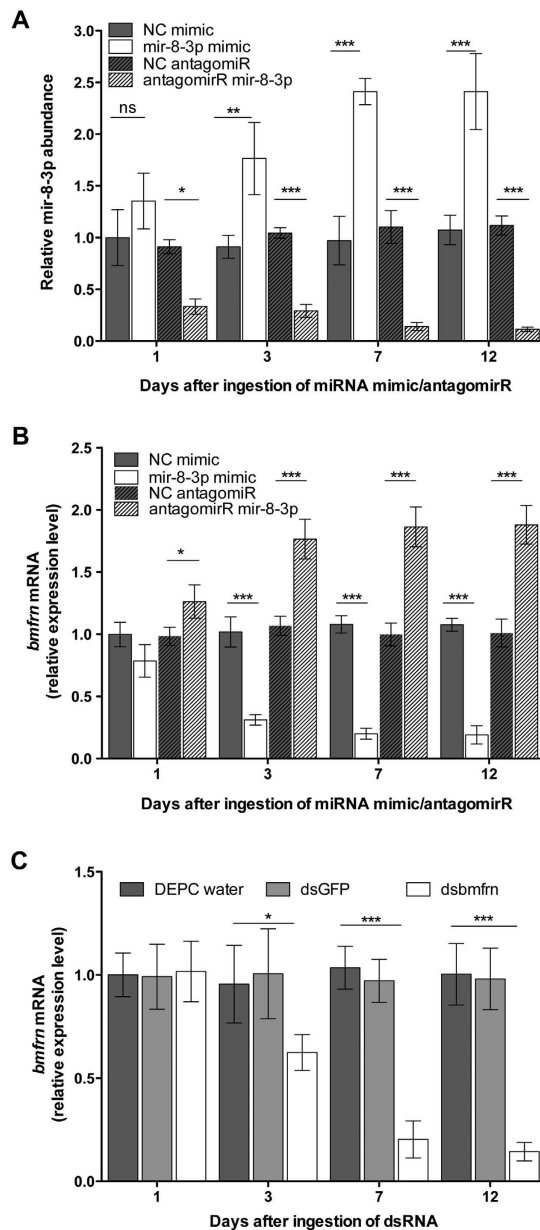 A
NC mimic
mir-8-3p mimic
NC antagomiR
antagomirR mir-8-3p
Relative mir-8-3p abundance
3.0
2.5
2.0
1.5
1.0
0.5
0.0
ns
*
**
***
***
***
***
***
1 3 7 12
Days after ingestion of miRNA mimic/antagomirR
B
NC mimic
mir-8-3p mimic
NC antagomiR
antagomirR mir-8-3p
bmfrn mRNA
(relative expression level)
2.5
2.0
1.5
1.0
0.5
0.0
*
***
***
***
***
***
***
1 3 7 12
Days after ingestion of miRNA mimic/antagomirR
C
DEPC water dsGFP dsbmfrn
bmfrn mRNA
(relative expression level)
1.5
1.0
0.5
0.0
*
***
***
1 3 7 12
Days after ingestion of dsRNA